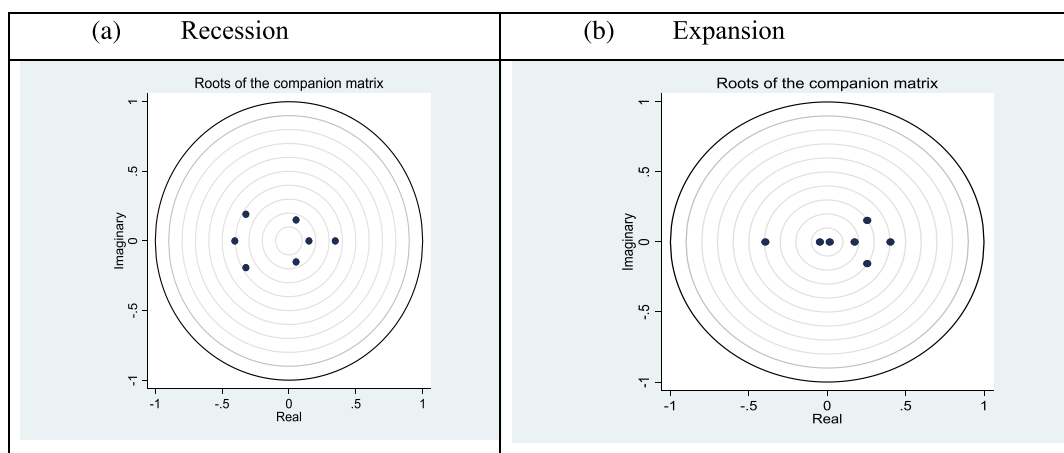 (a) Recession
(b) Expansion
Roots of the companion matrix
1
.5
0
-.5
-1
Imaginary
-1
-.5
0
.5
1
Real
Roots of the companion matrix
1
.5
0
-.5
-1
Imaginary
-1
-.5
0
.5
1
Real